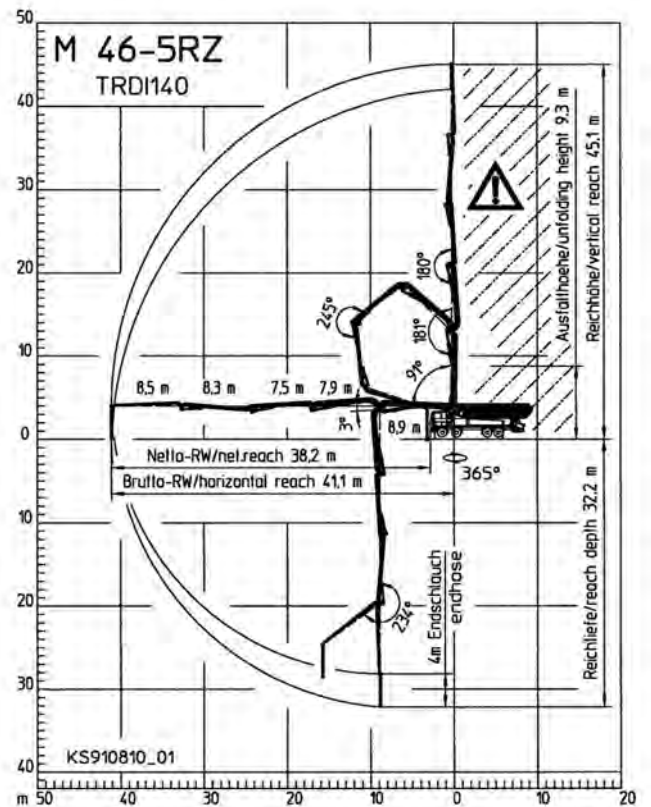 M 46-5RZ
TRDI140
50
40
30
20
10
0
10
20
30
40
m 50 40 30 20 10 0 10 20
Ausfalthoehe/unfolding height 9.3 m
Reichhöhe/vertical reach 45.1 m
180°
245°
181°
91°
8,5 m 8,3 m 7,5 m 7,9 m
3°
8,9 m
Netto-RW/net.reach 38,2 m
Brutto-RW/horizontal reach 41,1 m
365°
234°
4m Endschlauch
endhose
Reichtiefe/reach depth 32.2 m
KS910810_01